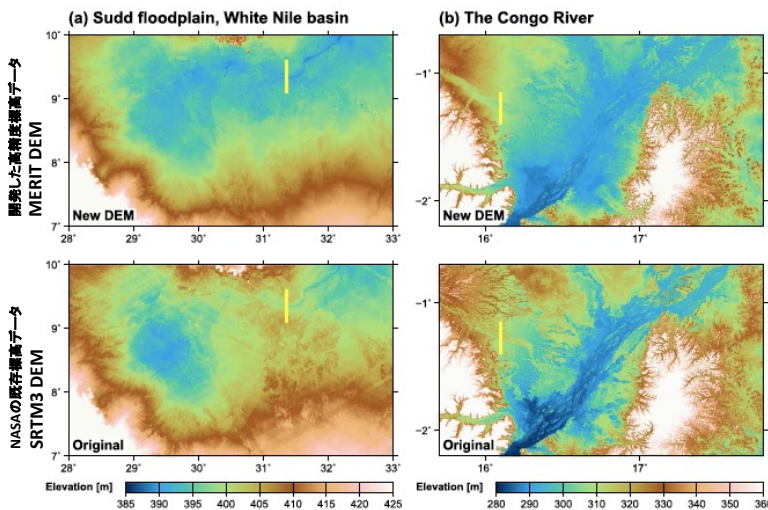 (a) Sudd floodplain, White Nile basin
(b) The Congo River
開発した高精度標高データ
MERIT DEM
10˚
9˚
8˚
7˚
New DEM
28˚ 29˚ 30˚ 31˚ 32˚ 33˚
−1˚
−2˚
New DEM
16˚ 17˚
NASAの既存標高データ
SRTM3 DEM
10˚
9˚
8˚
7˚
Original
28˚ 29˚ 30˚ 31˚ 32˚ 33˚
−1˚
−2˚
Original
16˚ 17˚
Elevation [m]
385 390 395 400 405 410 415 420 425
Elevation [m]
280 290 300 310 320 330 340 350 360